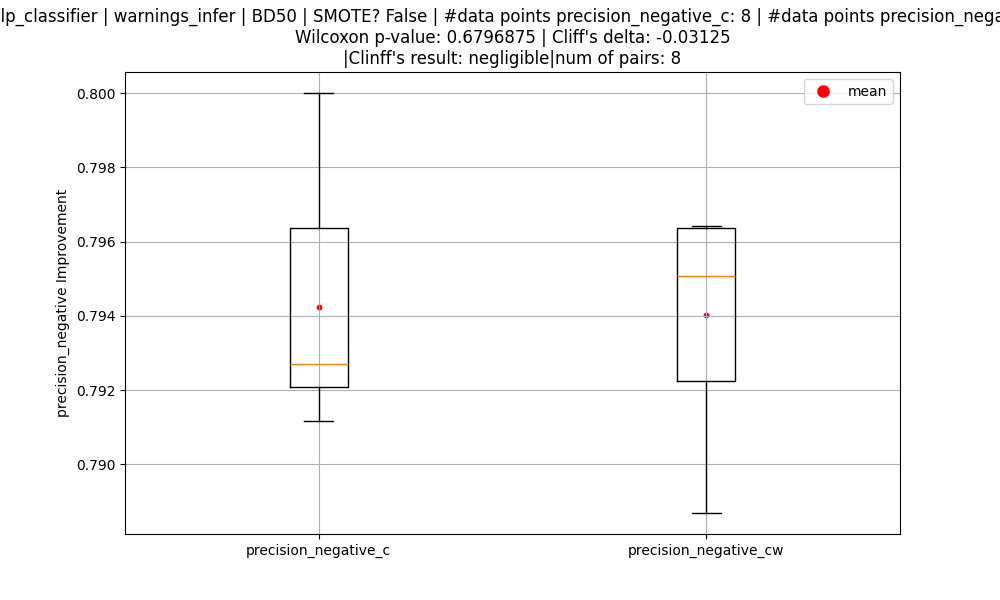 lp_classifier | warnings_infer | BD50 | SMOTE? False | #data points precision_negative_c: 8 | #data points precision_nega
Wilcoxon p-value: 0.6796875 | Cliff's delta: -0.03125
|Clinff's result: negligible|num of pairs: 8
mean
0.800
0.798
0.796
0.794
0.792
0.790
precision_negative Improvement
precision_negative_c
precision_negative_cw